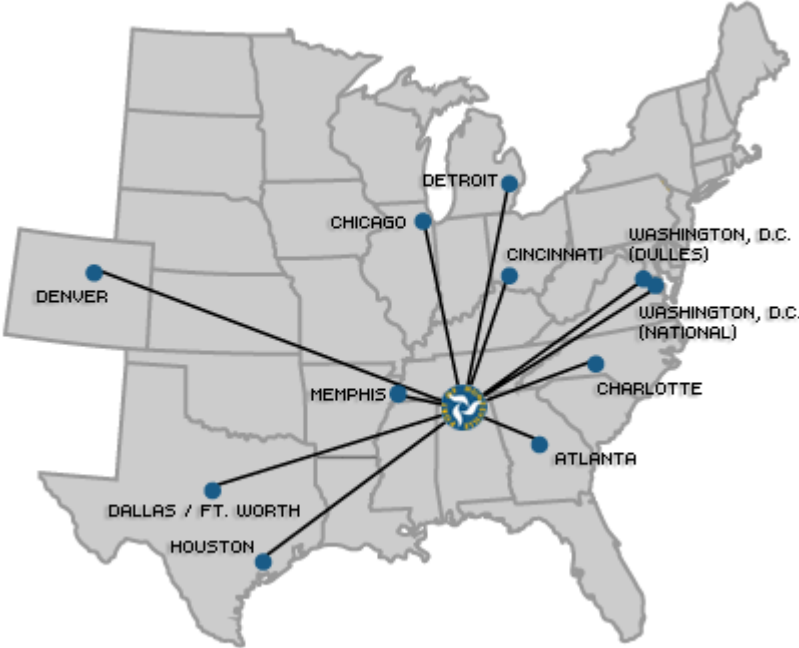 DETROIT
CHICAGO
WASHINGTON, D.C.
(DULLES)
CINCINNATI
DENVER
WASHINGTON, D.C.
(NATIONAL)
CHARLOTTE
MEMPHIS
ATLANTA
DALLAS / FT. WORTH
HOUSTON